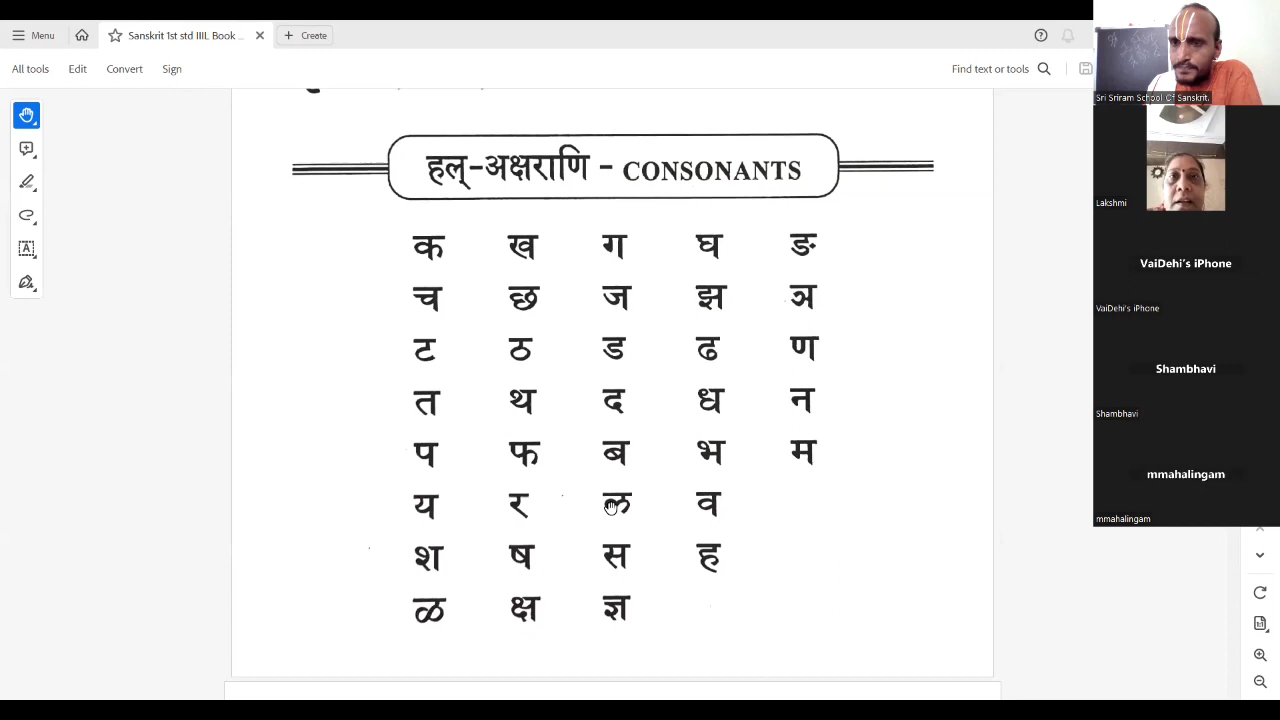 Menu Sanskrit 1st std IIIL Book ... Create
All tools Edit Convert Sign Find text or tools
Sri Sriram School Of Sanskrit.
हल्-अक्षराणि - CONSONANTS
Lakshmi
क ख ग घ ङ
VaiDehi's iPhone
च छ ज झ ञ
VaiDehi's iPhone
ट ठ ड ढ ण
Shambhavi
त थ द ध न
Shambhavi
प फ ब भ म
mmahalingam
य र ल व
mmahalingam
श ष स ह
ळ क्ष ज्ञ